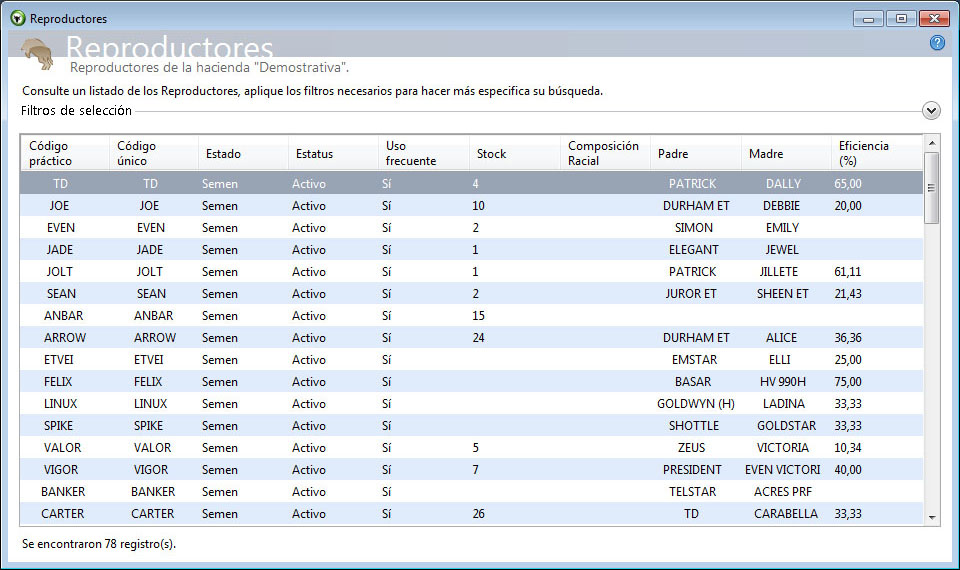 Reproductores
Reproductores
Reproductores de la hacienda "Demostrativa".
Consulte un listado de los Reproductores, aplique los filtros necesarios para hacer más especifica su búsqueda.
Filtros de selección
Código práctico Código único Estado Estatus Uso frecuente Stock Composición Racial Padre Madre Eficiencia (%)
TD TD Semen Activo Sí 4 PATRICK DALLY 65,00
JOE JOE Semen Activo Sí 10 DURHAM ET DEBBIE 20,00
EVEN EVEN Semen Activo Sí 2 SIMON EMILY
JADE JADE Semen Activo Sí 1 ELEGANT JEWEL
JOLT JOLT Semen Activo Sí 1 PATRICK JILLETE 61,11
SEAN SEAN Semen Activo Sí 2 JUROR ET SHEEN ET 21,43
ANBAR ANBAR Semen Activo Sí 15
ARROW ARROW Semen Activo Sí 24 DURHAM ET ALICE 36,36
ETVEI ETVEI Semen Activo Sí EMSTAR ELLI 25,00
FELIX FELIX Semen Activo Sí BASAR HV 990H 75,00
LINUX LINUX Semen Activo Sí GOLDWYN (H) LADINA 33,33
SPIKE SPIKE Semen Activo Sí SHOTTLE GOLDSTAR 33,33
VALOR VALOR Semen Activo Sí 5 ZEUS VICTORIA 10,34
VIGOR VIGOR Semen Activo Sí 7 PRESIDENT EVEN VICTORI 40,00
BANKER BANKER Semen Activo Sí TELSTAR ACRES PRF
CARTER CARTER Semen Activo Sí 26 TD CARABELLA 33,33
Se encontraron 78 registro(s).